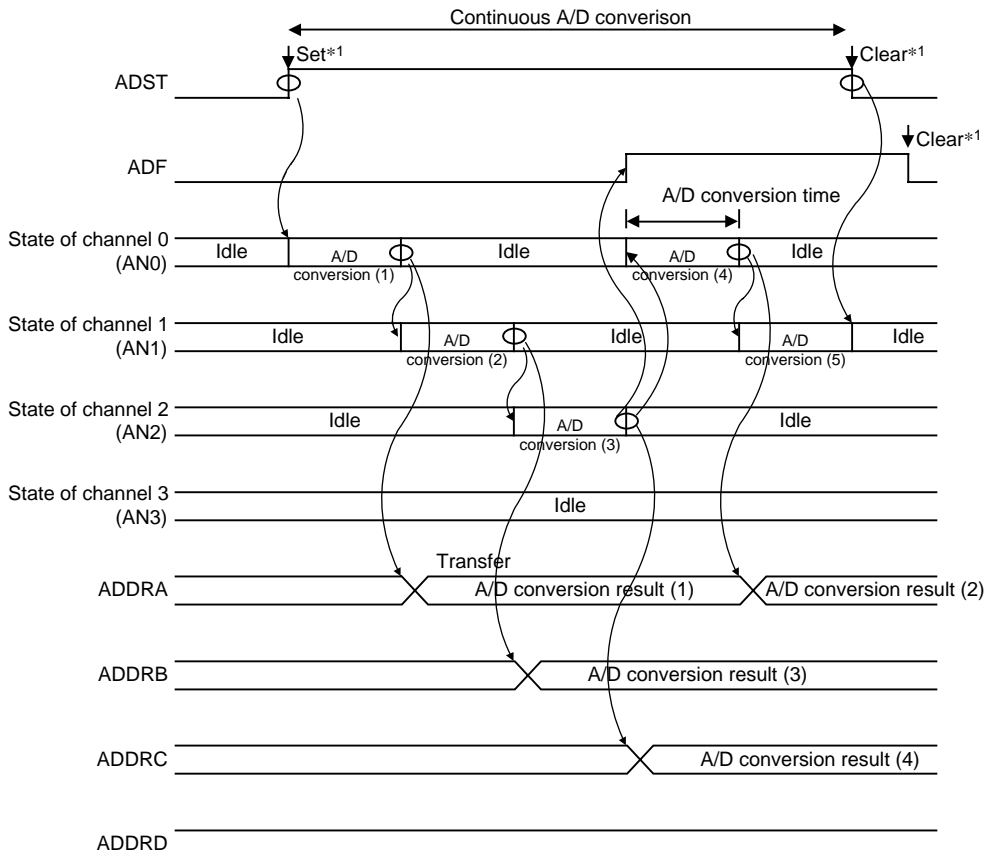 Continuous A/D converison
Set*1
Clear*1
ADST
Clear*1
ADF
A/D conversion time
State of channel 0
(AN0)
Idle
A/D
conversion (1)
Idle
A/D
conversion (4)
Idle
State of channel 1
(AN1)
Idle
A/D
conversion (2)
Idle
A/D
conversion (5)
Idle
State of channel 2
(AN2)
Idle
A/D
conversion (3)
Idle
State of channel 3
(AN3)
Idle
Transfer
ADDRA
A/D conversion result (1)
A/D conversion result (2)
ADDRB
A/D conversion result (3)
ADDRC
A/D conversion result (4)
ADDRD